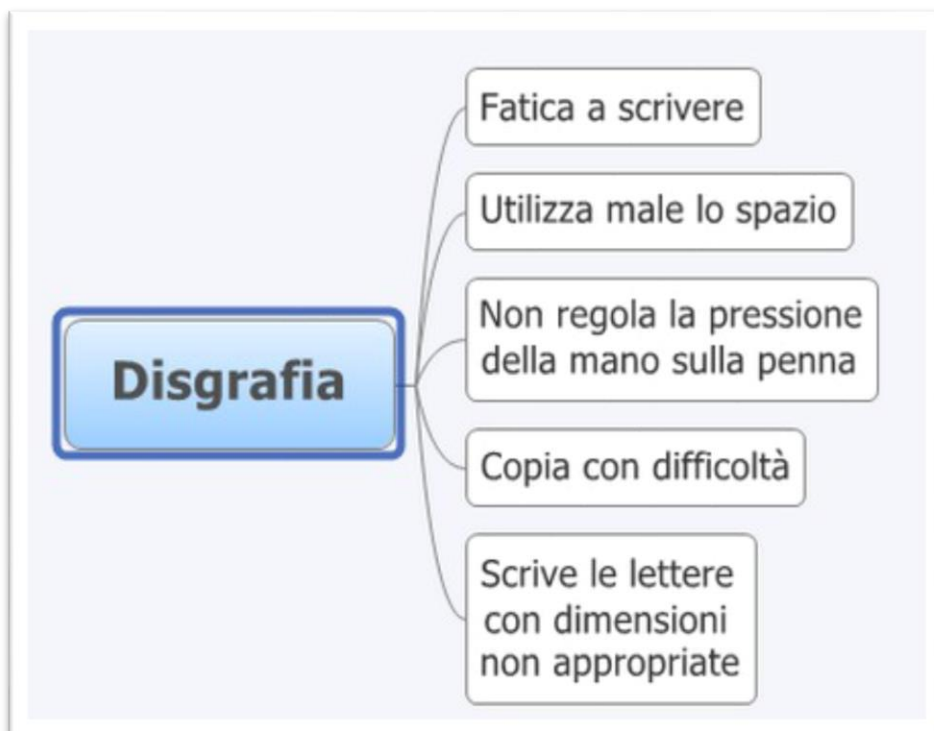 Disgrafia
Fatica a scrivere
Utilizza male lo spazio
Non regola la pressione
della mano sulla penna
Copia con difficoltà
Scrive le lettere
con dimensioni
non appropriate